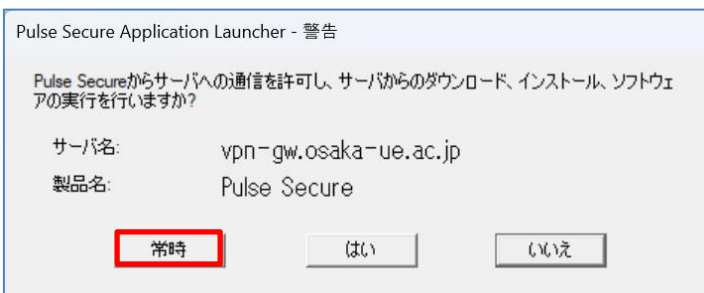 Pulse Secure Application Launcher - 警告
Pulse Secureからサーバへの通信を許可し、サーバからのダウンロード、インストール、ソフトウェ
アの実行を行いますか?
サーバ名: vpn-gw.osaka-ue.ac.jp
製品名: Pulse Secure
常時 はい いいえ